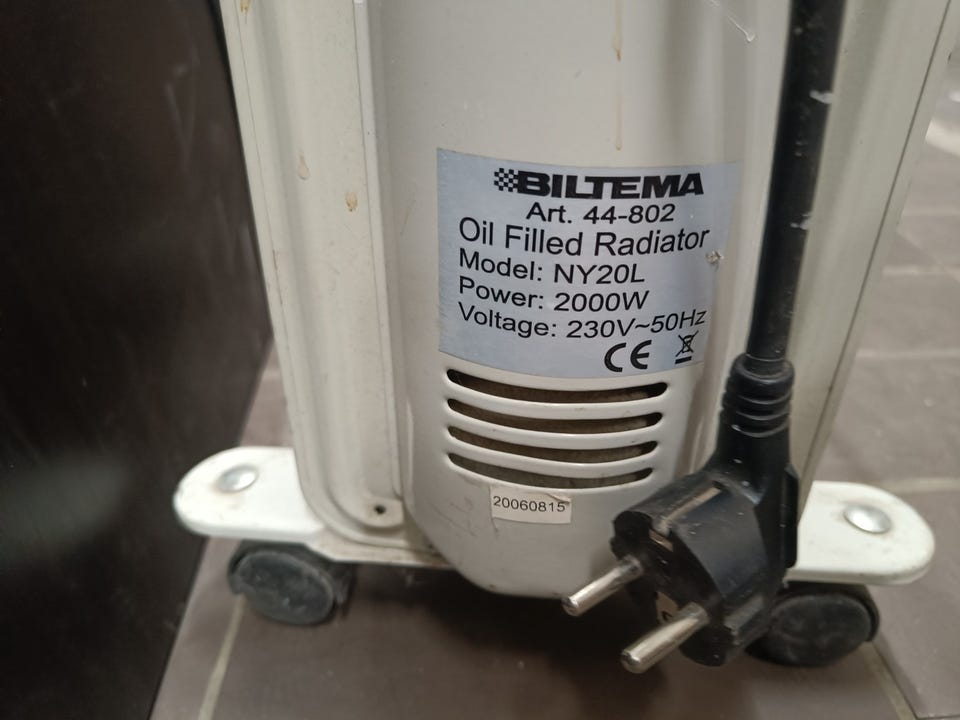 BILTEMA
Art. 44-802
Oil Filled Radiator
Model: NY20L
Power: 2000W
Voltage: 230V~50Hz
CE
20060815